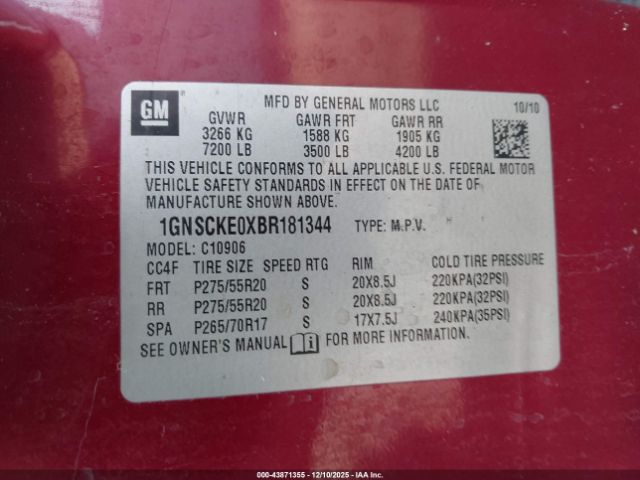 GM
MFD BY GENERAL MOTORS LLC 10/10
GVWR GAWR FRT GAWR RR
3266 KG 1588 KG 1905 KG
7200 LB 3500 LB 4200 LB
THIS VEHICLE CONFORMS TO ALL APPLICABLE U.S. FEDERAL MOTOR
VEHICLE SAFETY STANDARDS IN EFFECT ON THE DATE OF
MANUFACTURE SHOWN ABOVE.
1GNSCKE0XBR181344 TYPE: M.P.V.
MODEL: C10906
CC4F TIRE SIZE SPEED RTG RIM COLD TIRE PRESSURE
FRT P275/55R20 S 20X8.5J 220KPA(32PSI)
RR P275/55R20 S 20X8.5J 220KPA(32PSI)
SPA P265/70R17 S 17X7.5J 240KPA(35PSI)
SEE OWNER'S MANUAL i FOR MORE INFORMATION.
000-43871355 - 12/10/2025 - IAAI Inc.